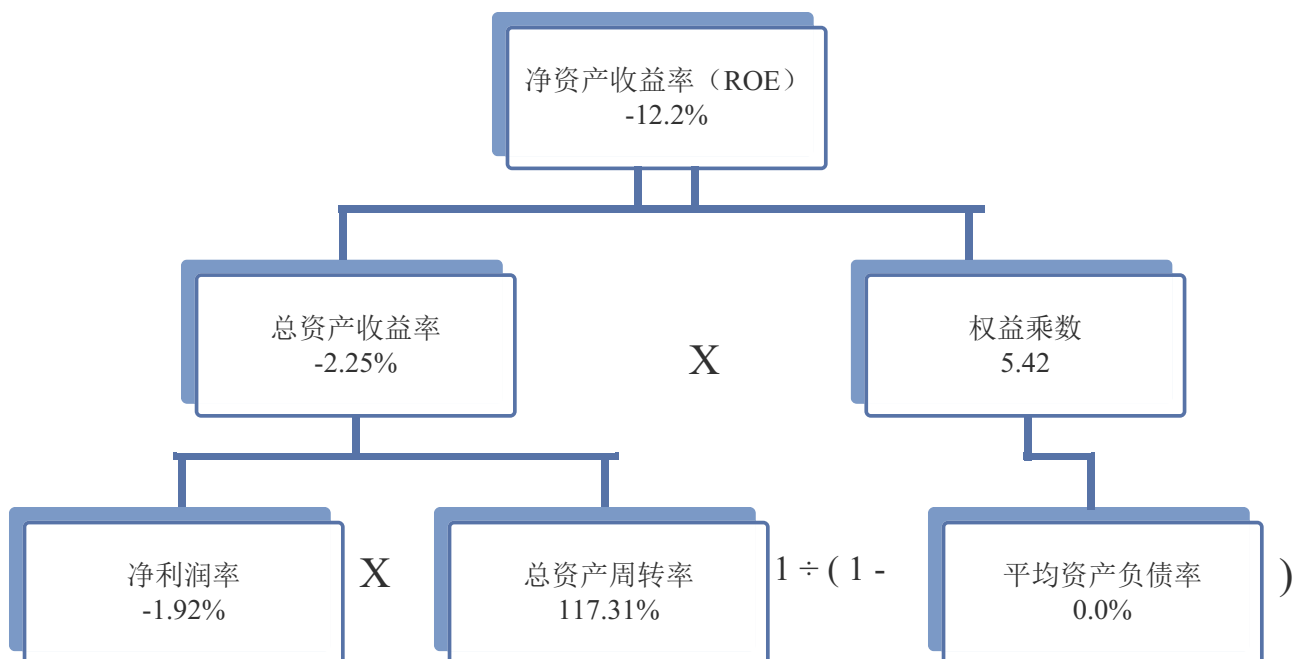 净资产收益率（ROE）
-12.2%
总资产收益率
-2.25%
X
权益乘数
5.42
净利润率
-1.92%
X
总资产周转率
117.31%
1 ÷ ( 1 -
平均资产负债率
0.0%
)